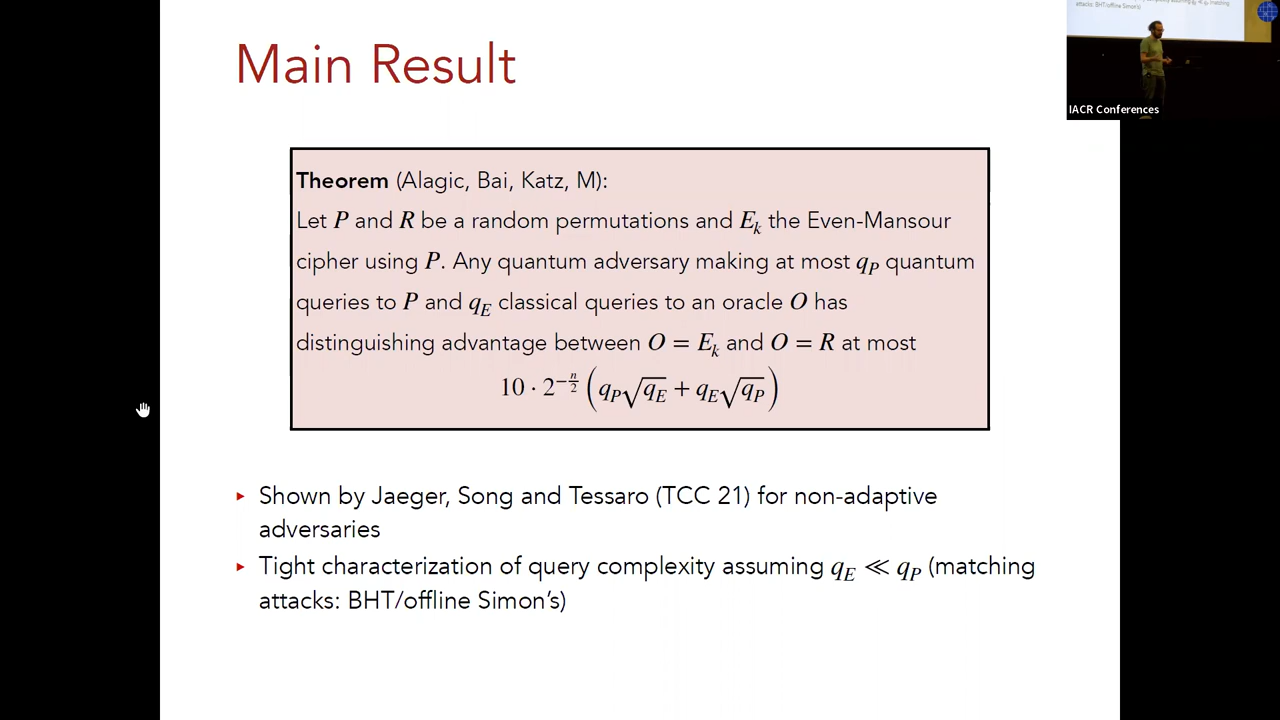 Main Result
Theorem (Alagic, Bai, Katz, M):
Let P and R be a random permutations and E_k the Even-Mansour
cipher using P. Any quantum adversary making at most q_P quantum
queries to P and q_E classical queries to an oracle O has
distinguishing advantage between O = E_k and O = R at most
10 · 2^{-n/2} (q_P√q_E + q_E√q_P)
▸ Shown by Jaeger, Song and Tessaro (TCC 21) for non-adaptive
adversaries
▸ Tight characterization of query complexity assuming q_E ≪ q_P (matching
attacks: BHT/offline Simon's)
attacks: BHT/offline Simon's)
IACR Conferences